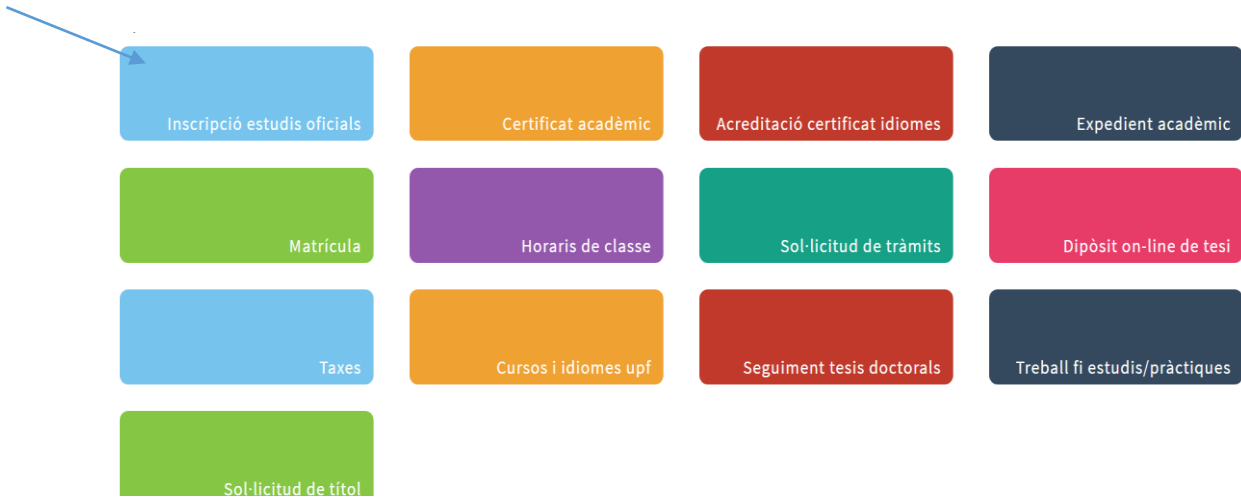 Inscripció estudis oficials
Certificat acadèmic
Acreditació certificat idiomes
Expedient acadèmic
Matrícula
Horaris de classe
Sol·licitud de tràmits
Dipòsit on-line de tesi
Taxes
Cursos i idiomes upf
Seguiment tesis doctorals
Treball fi estudis/pràctiques
Sol·licitud de títol